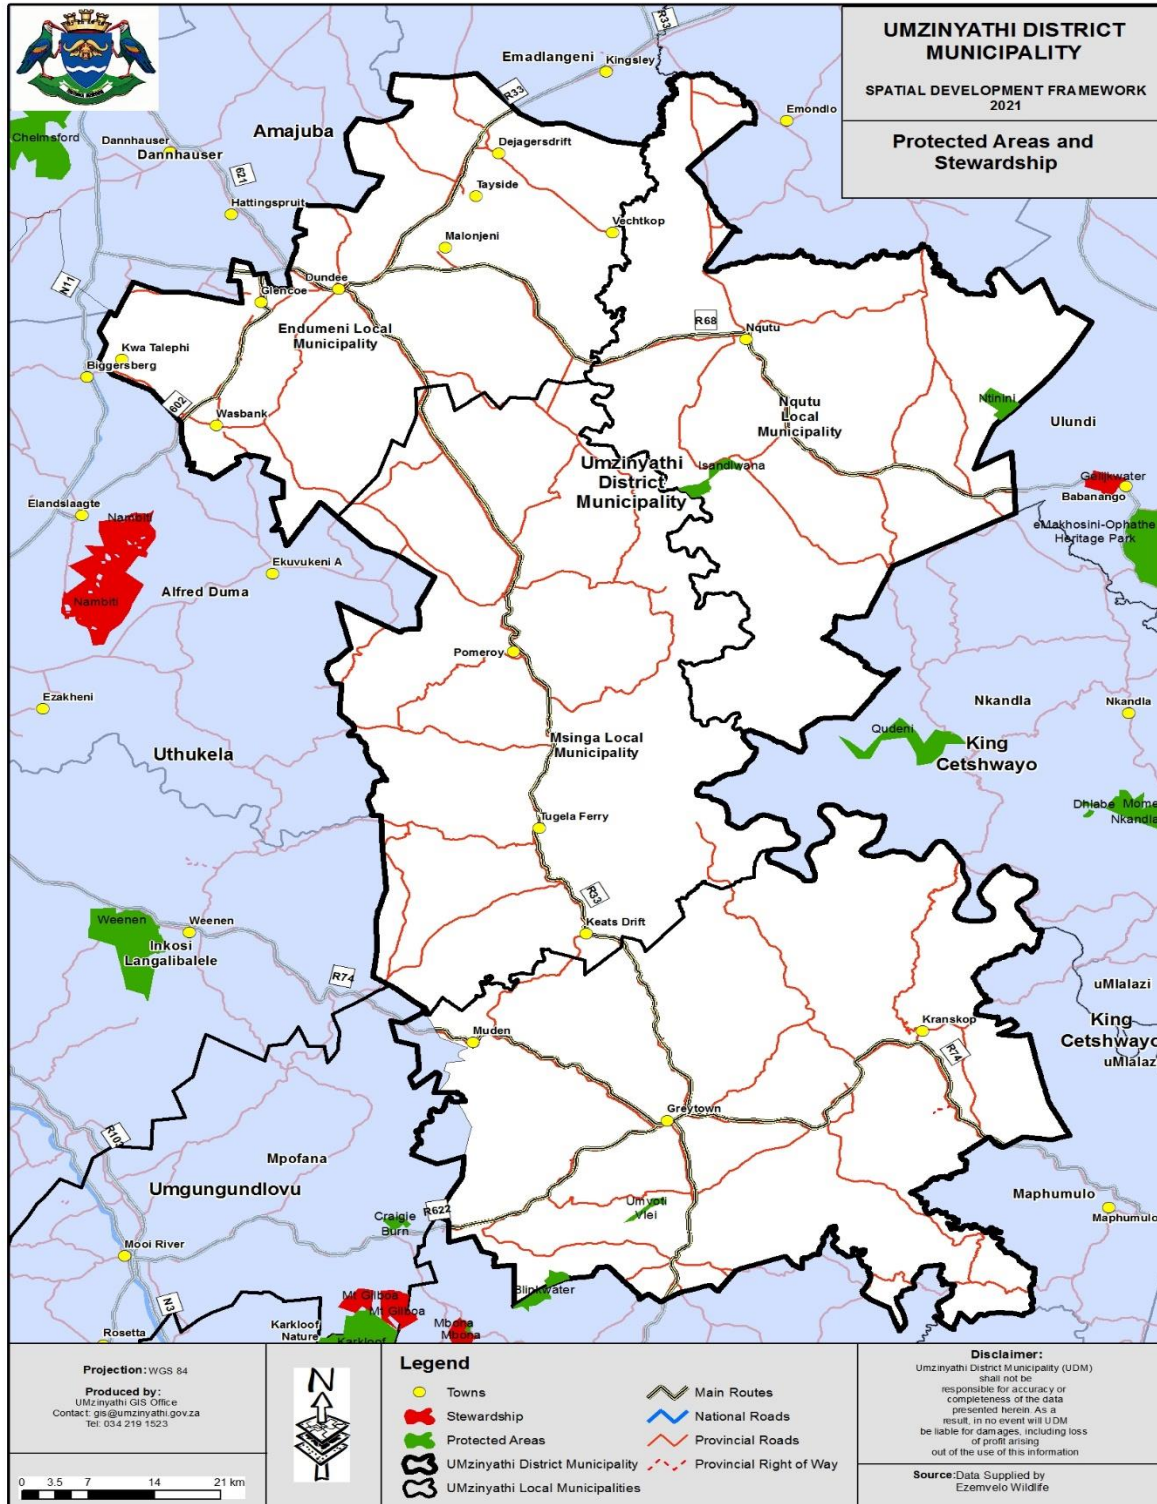 UMZINYATHI DISTRICT
MUNICIPALITY
SPATIAL DEVELOPMENT FRAMEWORK
2021
Protected Areas and
Stewardship
R33
Emadlangeni
Kingsley
R33
Emondlo
Chelmsford
Amajuba
Dannhauser
Dannhauser
Dejagersdrift
621
Tayside
Hattingspruit
Vechtkop
Malonjeni
N11
Dundee
Glencoe
R68
Nqutu
Endumeni Local
Municipality
Kwa Talephi
Biggersberg
602
Wasbank
Nqutu
Local
Municipality
Ntinini
Ulundi
Umzinyathi
District
Municipality
Isandlwana
Gelijkwater
Babanango
Elandslaagte
Nambiti
eMakhosini-Ophathe
Heritage Park
Ekuvukeni A
Alfred Duma
Nambiti
Pomeroy
Ezakheni
Nkandla
Nkandla
Qudeni
King
Cetshwayo
Msinga Local
Municipality
Uthukela
Dhlabe
Nkandla
Tugela Ferry
R33
Weenen
Weenen
Keats Drift
Inkosi
Langalibalele
R74
uMlalazi
Muden
Kranskop
King
Cetshwayo
R74
Greytown
R103
Mpofana
Umgungundlovu
Maphumulo
Maphumulo
Umvoti
Vlei
R622
Craigie
Burn
Mooi River
Blinkwater
Mt Gilboa
Mt Gilboa
N3
Mbona
Mbona
Rosetta
Karkloof
Nature
Karkloof
Projection: WGS 84
Produced by:
UMzinyathi GIS Office
Contact: gis@umzinyathi.gov.za
Tel: 034 219 1523
0 3.5 7 14 21 km
N
Legend
Towns
Stewardship
Protected Areas
UMzinyathi District Municipality
UMzinyathi Local Municipalities
Main Routes
National Roads
Provincial Roads
Provincial Right of Way
Disclaimer:
Umzinyathi District Municipality (UDM)
shall not be
responsible for accuracy or
completeness of the data
presented herein. As a
result, in no event will UDM
be liable for damages, including loss
of profit arising
out of the use of this information
Source:Data Supplied by
Ezemvelo Wildlife